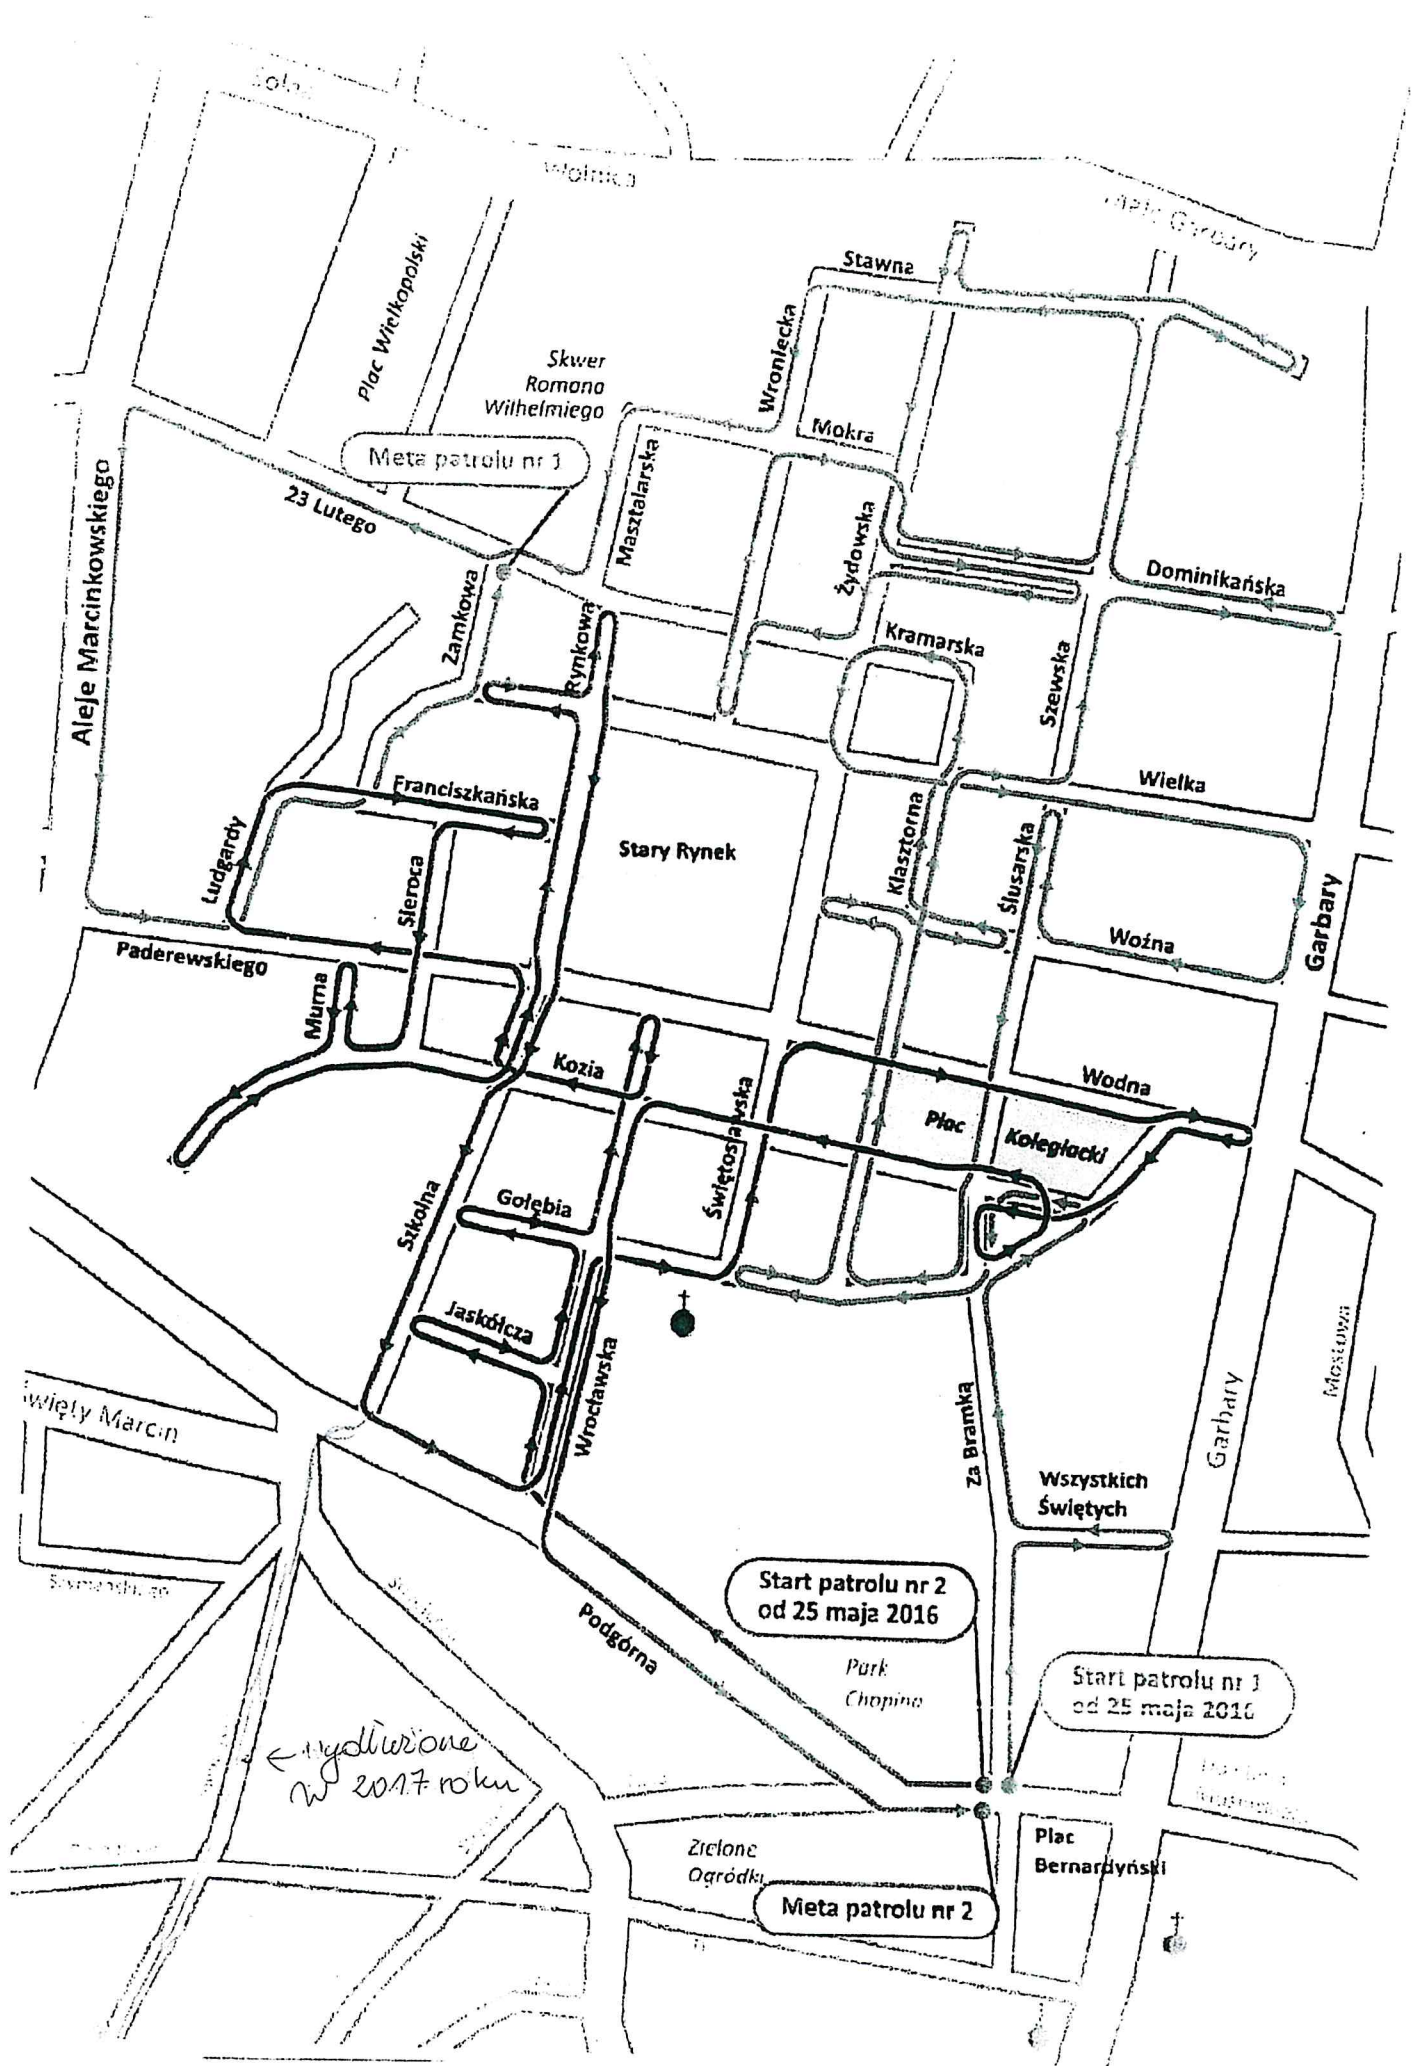 Wolnica
Małe Garbary
Plac Wielkopolski
Stawna
Wroniecka
Skwer
Romana
Wilhelmiego
Mokra
Meta patrolu nr 1
Masztalarska
23 Lutego
Aleje Marcinkowskiego
Żydowska
Dominikańska
Zamkowa
Rynkowa
Kramarska
Szewska
Franciszkańska
Wielka
Ludgardy
Sieroca
Stary Rynek
Klasztorna
Ślusarska
Garbary
Woźna
Paderewskiego
Murna
Kozia
Wodna
Świętosławska
Plac
Kolegiacki
Szkolna
Gołębia
Jaskółcza
Wrocławska
Mostowa
Za Bramką
Garbary
Święty Marcin
Wszystkich
Świętych
Start patrolu nr 2
od 25 maja 2016
Podgórna
Park
Chopina
Start patrolu nr 1
od 25 maja 2016
← wydłużone
w 2017 roku
Plac
Bernardyński
Zielone
Ogródki
Meta patrolu nr 2